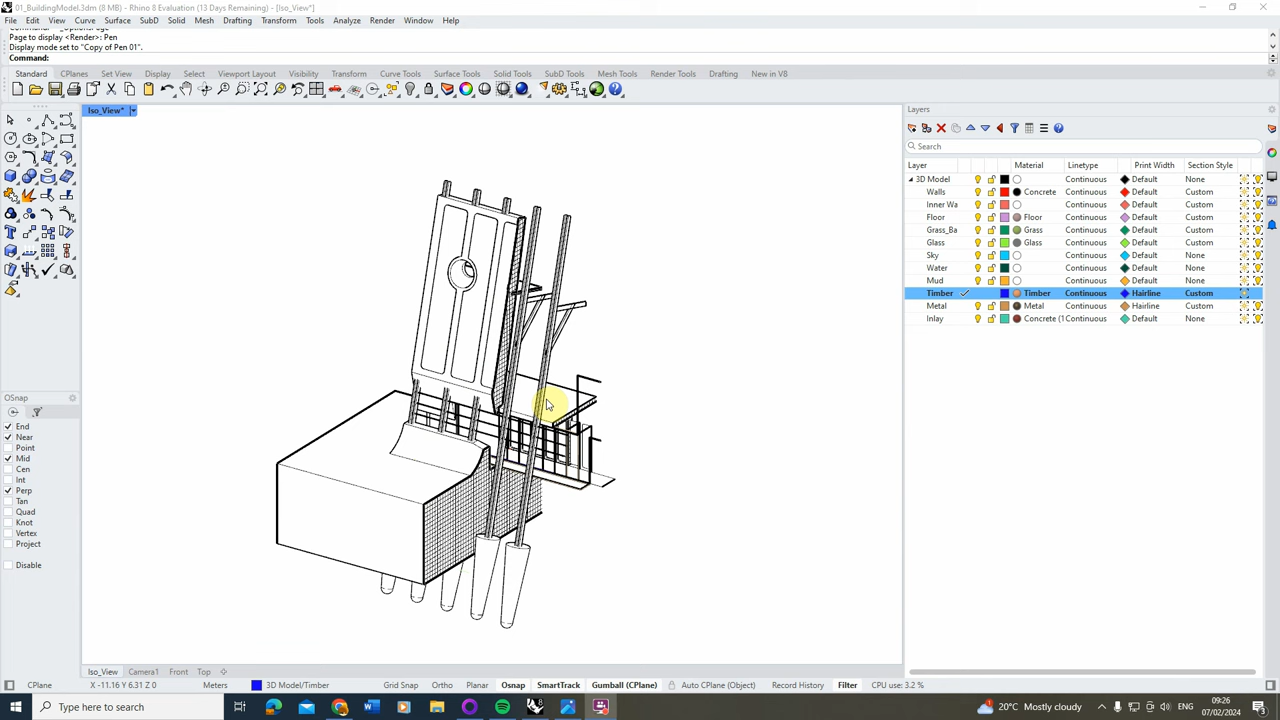 01_BuildingModel.3dm (8 MB) - Rhino 8 Evaluation (13 Days Remaining) - [Iso_View*]
File Edit View Curve Surface SubD Solid Mesh Drafting Transform Tools Analyze Render Window Help
Page to display <Render>: Pen
Display mode set to "Copy of Pen 01".
Command:
Standard CPlanes Set View Display Select Viewport Layout Visibility Transform Curve Tools Surface Tools Solid Tools SubD Tools Mesh Tools Render Tools Drafting New in V8
Iso_View*
Layers
Search
Layer Material Linetype Print Width Section Style
3D Model Continuous Default None
Walls Concrete Continuous Default Custom
Inner Wa Continuous Default Custom
Floor Floor Continuous Default Custom
Grass_Ba Grass Continuous Default Custom
Glass Glass Continuous Default Custom
Sky Continuous Default None
Water Continuous Default None
Mud Continuous Default Custom
Timber Timber Continuous Hairline Custom
Metal Metal Continuous Hairline Custom
Inlay Concrete (1 Continuous Default None
OSnap
End
Near
Point
Mid
Cen
Int
Perp
Tan
Quad
Knot
Vertex
Project
Disable
Iso_View Camera1 Front Top
CPlane X -11.16 Y 6.31 Z 0 Meters 3D Model/Timber Grid Snap Ortho Planar Osnap SmartTrack Gumball (CPlane) Auto CPlane (Object) Record History Filter CPU use: 3.2 %
Type here to search
20°C Mostly cloudy
09:26
07/02/2024